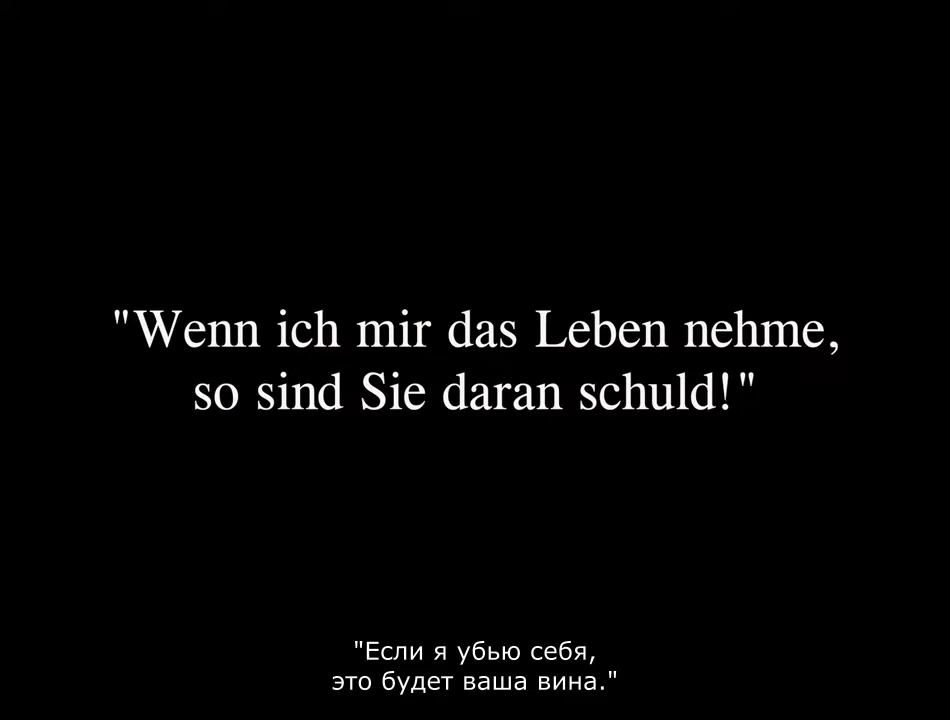 "Wenn ich mir das Leben nehme,
so sind Sie daran schuld!"
"Если я убью себя,
это будет ваша вина."